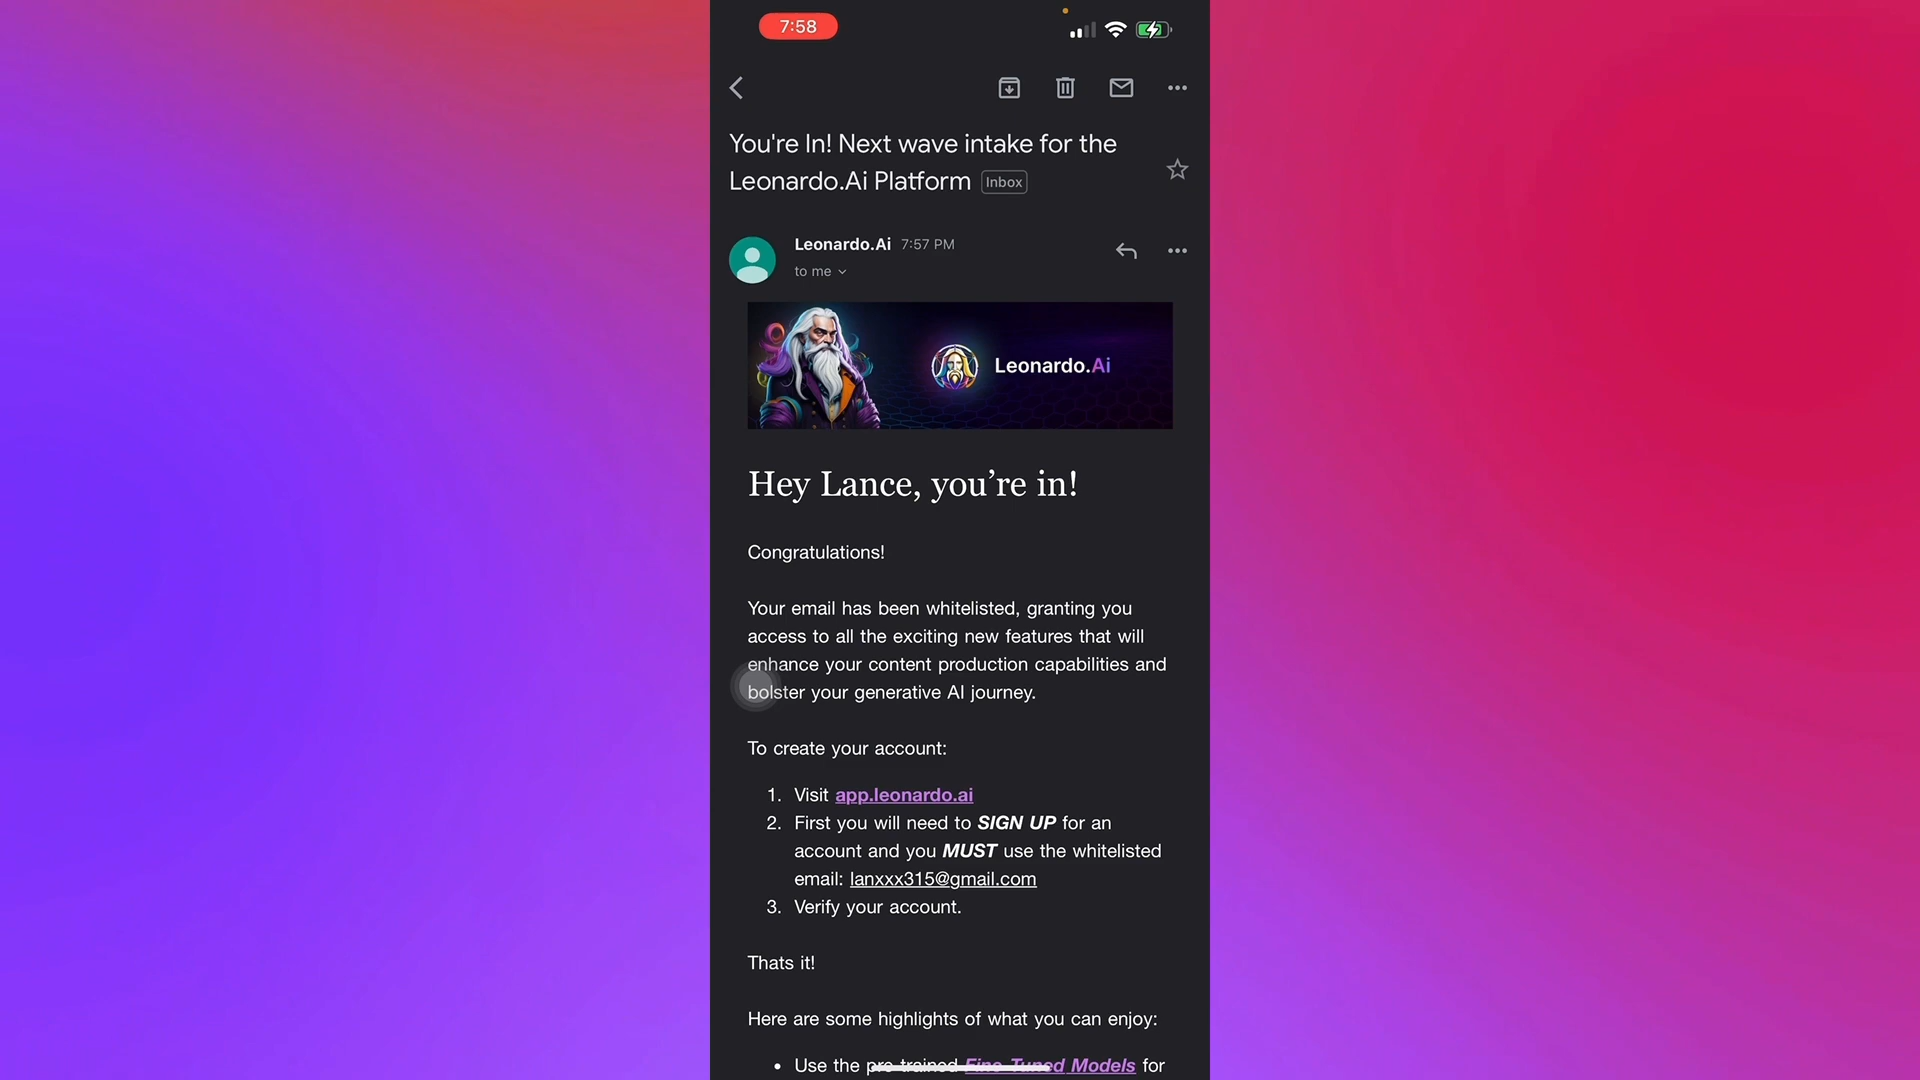 7:58
You're In! Next wave intake for the
Leonardo.Ai Platform Inbox
Leonardo.Ai 7:57 PM
to me
Leonardo.Ai
Hey Lance, you’re in!
Congratulations!
Your email has been whitelisted, granting you
access to all the exciting new features that will
enhance your content production capabilities and
bolster your generative AI journey.
To create your account:
1. Visit app.leonardo.ai
2. First you will need to SIGN UP for an
account and you MUST use the whitelisted
email: lanxxx315@gmail.com
3. Verify your account.
Thats it!
Here are some highlights of what you can enjoy:
• Use the pre-trained Fine-Tuned Models for